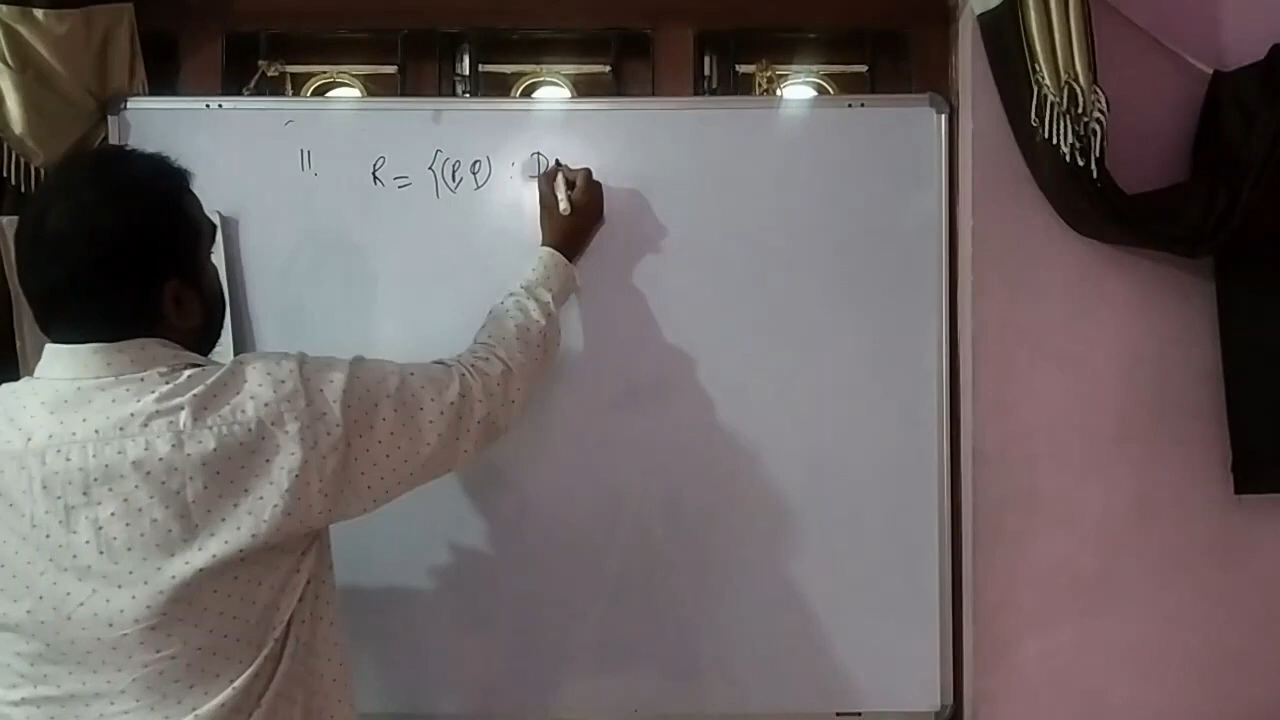 11. R = {(P, Q) : D